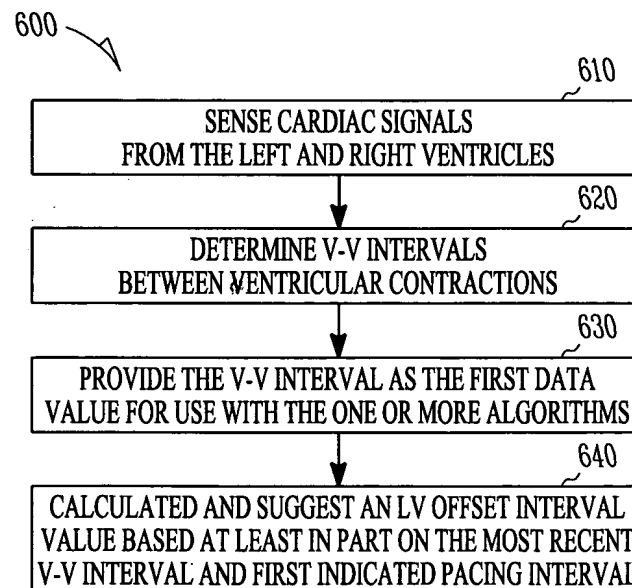 600
610
SENSE CARDIAC SIGNALS
FROM THE LEFT AND RIGHT VENTRICLES
620
DETERMINE V-V INTERVALS
BETWEEN VENTRICULAR CONTRACTIONS
630
PROVIDE THE V-V INTERVAL AS THE FIRST DATA
VALUE FOR USE WITH THE ONE OR MORE ALGORITHMS
640
CALCULATED AND SUGGEST AN LV OFFSET INTERVAL
VALUE BASED AT LEAST IN PART ON THE MOST RECENT
V-V INTERVAL AND FIRST INDICATED PACING INTERVAL